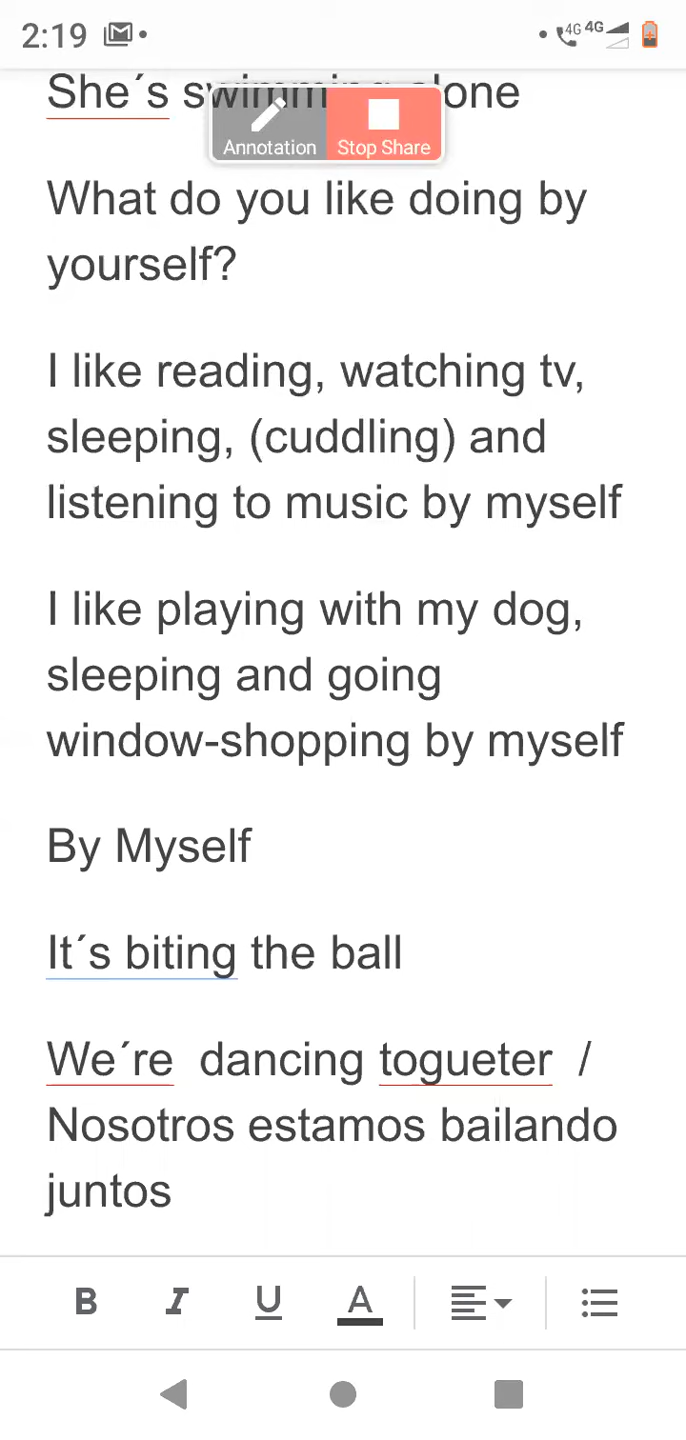 2:19
4G 4G
She´s swimming alone
Annotation Stop Share
What do you like doing by
yourself?
I like reading, watching tv,
sleeping, (cuddling) and
listening to music by myself
I like playing with my dog,
sleeping and going
window-shopping by myself
By Myself
It´s biting the ball
We´re dancing togueter /
Nosotros estamos bailando
juntos
B I U A